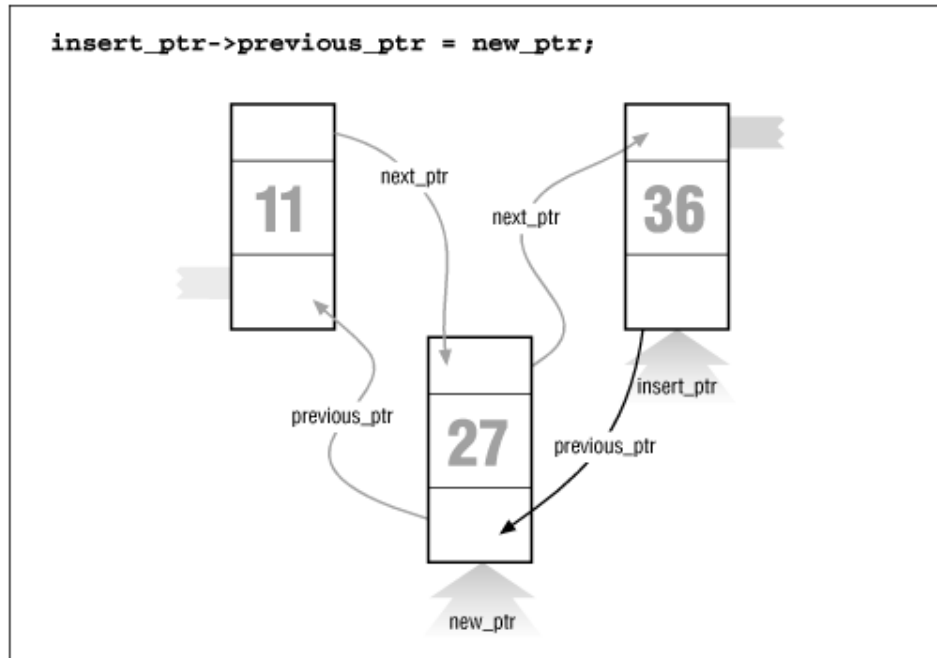 insert_ptr->previous_ptr = new_ptr;
11
36
next_ptr
next_ptr
insert_ptr
previous_ptr
27
previous_ptr
new_ptr